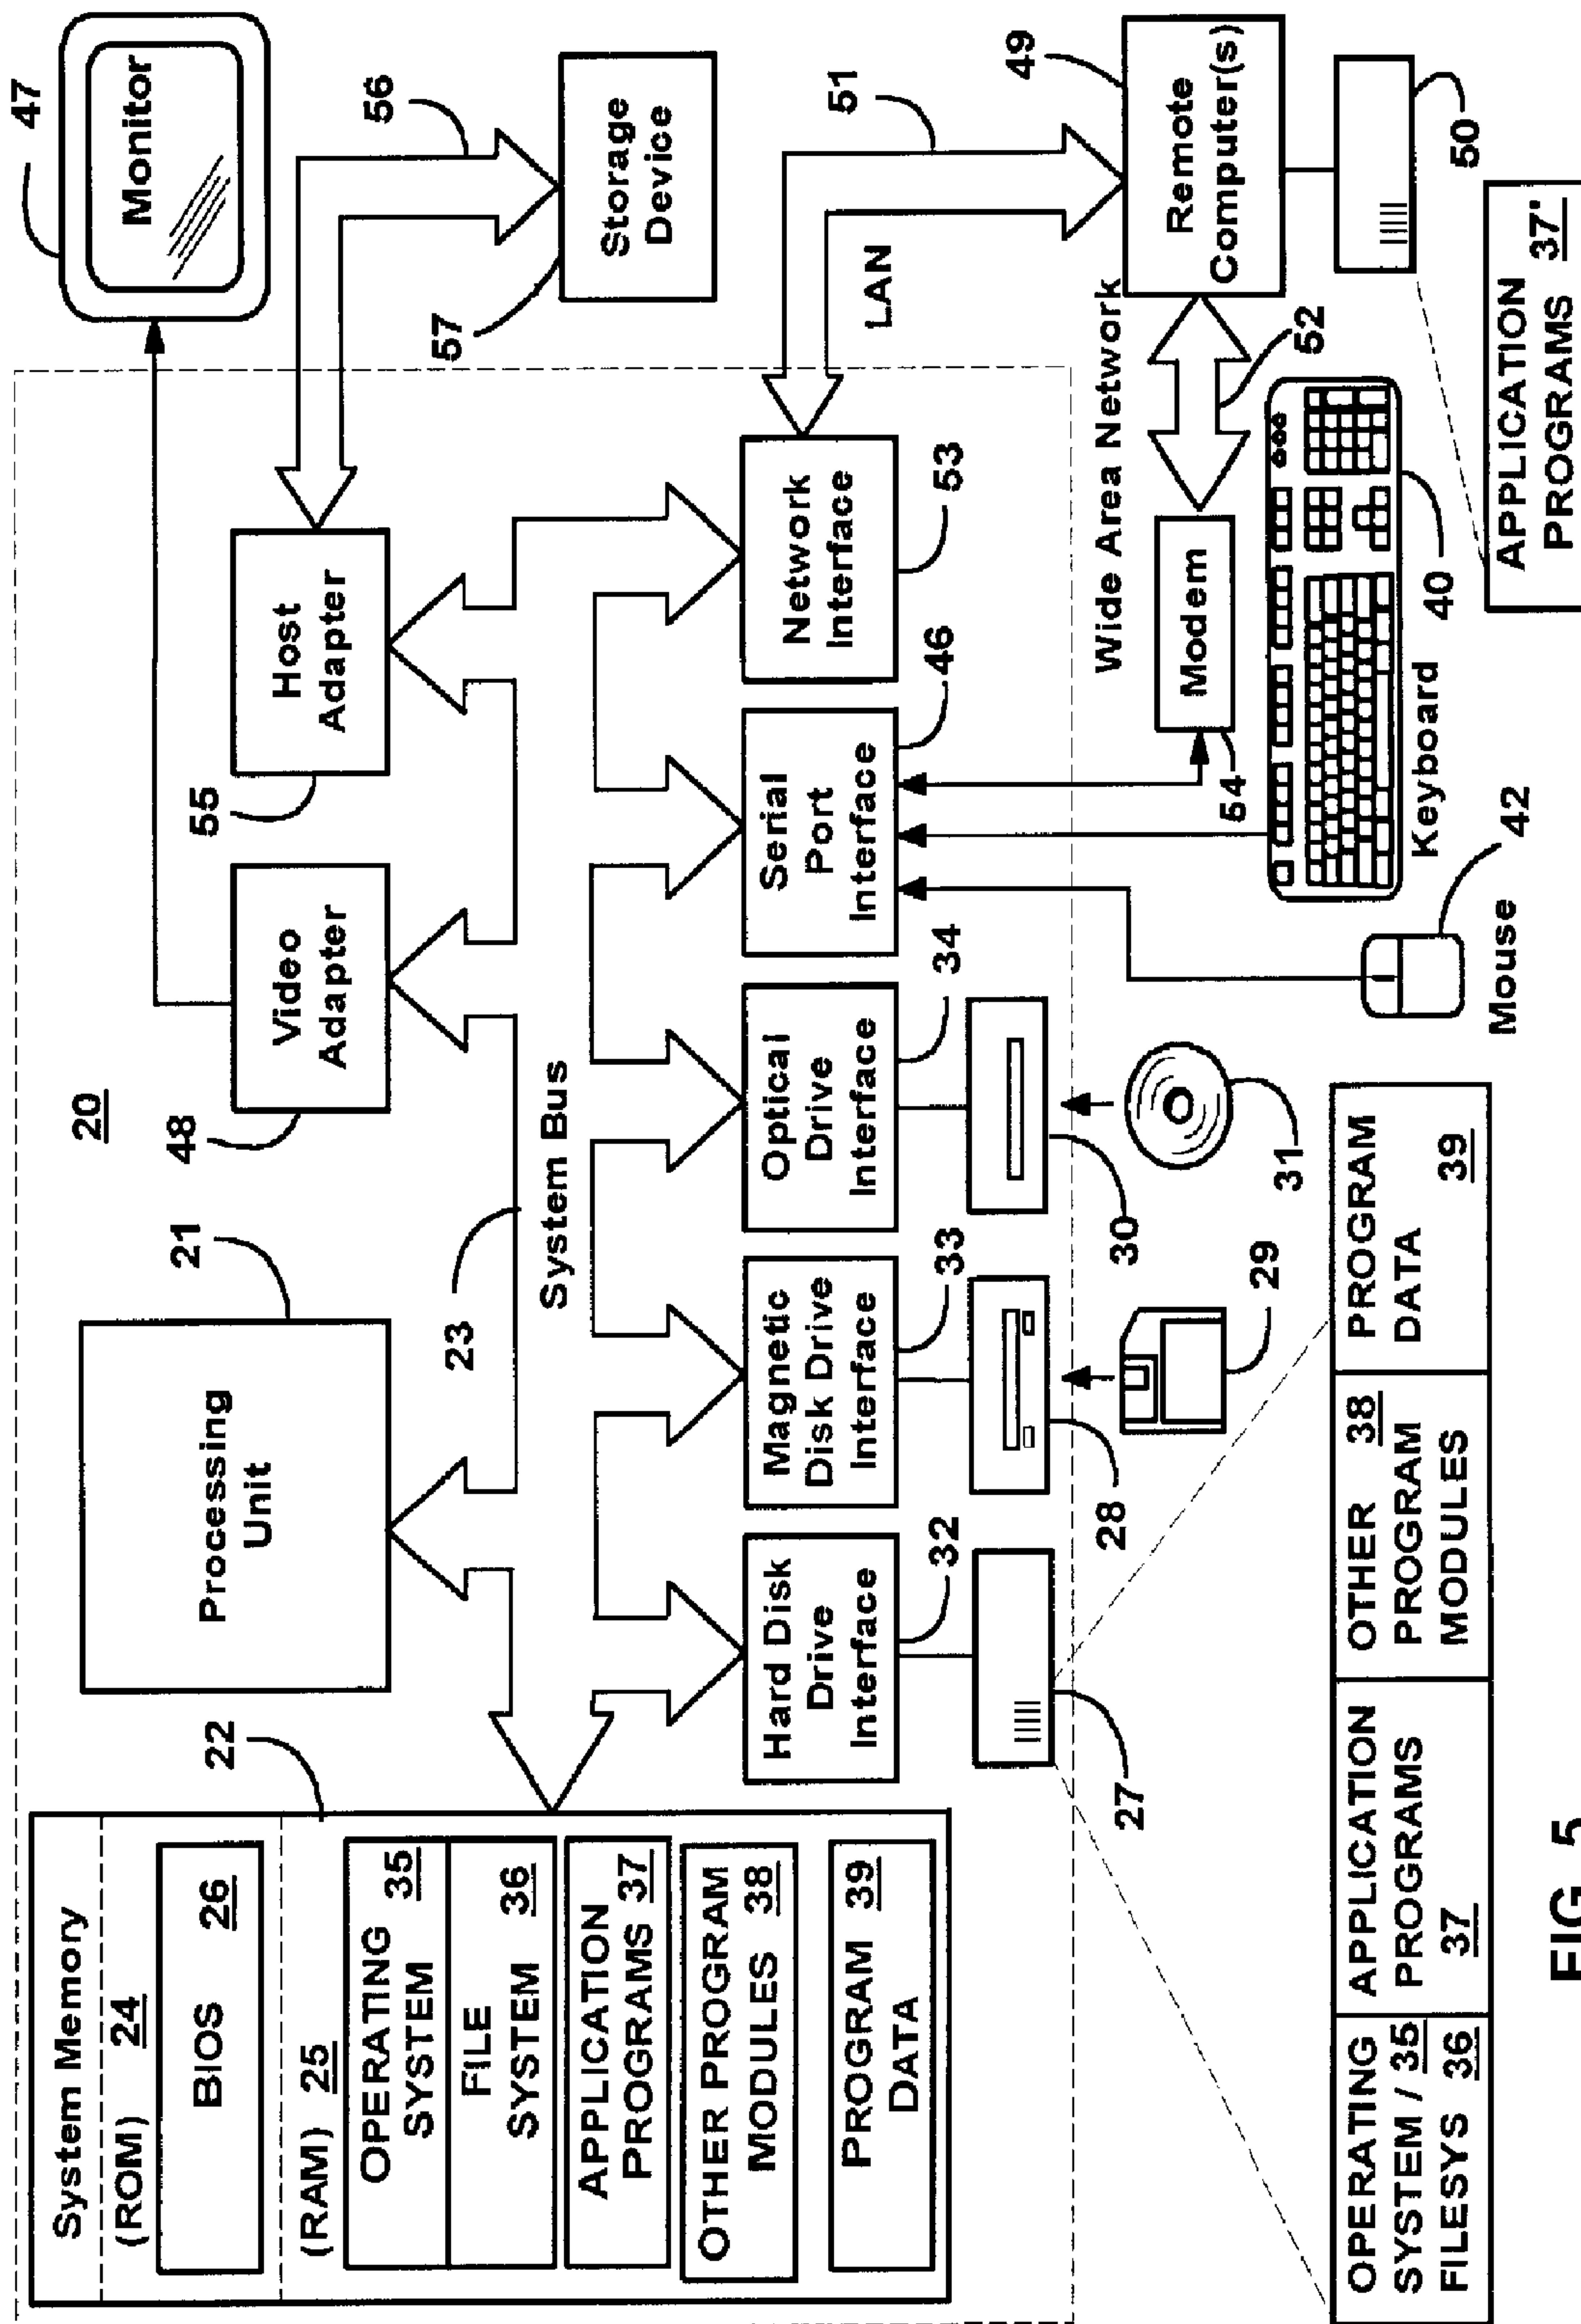 System Memory
(ROM) 24
BIOS 26
(RAM) 25
OPERATING
SYSTEM 35
FILE
SYSTEM 36
APPLICATION
PROGRAMS 37
OTHER PROGRAM
MODULES 38
PROGRAM 39
DATA
22
Processing
Unit
21
20
Video
Adapter
48
Host
Adapter
55
Monitor
47
56
Storage
Device
57
23
System Bus
Hard Disk
Drive
Interface
32
Magnetic
Disk Drive
Interface
33
Optical
Drive
Interface
34
Serial
Port
Interface
46
Network
Interface
53
LAN
51
27
28
29
30
31
Wide Area Network
Modem
54
52
Remote
Computer(s)
49
50
Keyboard
40
Mouse
42
OPERATING
SYSTEM / 35
FILESYS 36
APPLICATION
PROGRAMS
37
OTHER 38
PROGRAM
MODULES
PROGRAM
DATA 39
APPLICATION
PROGRAMS 37'
FIG. 5